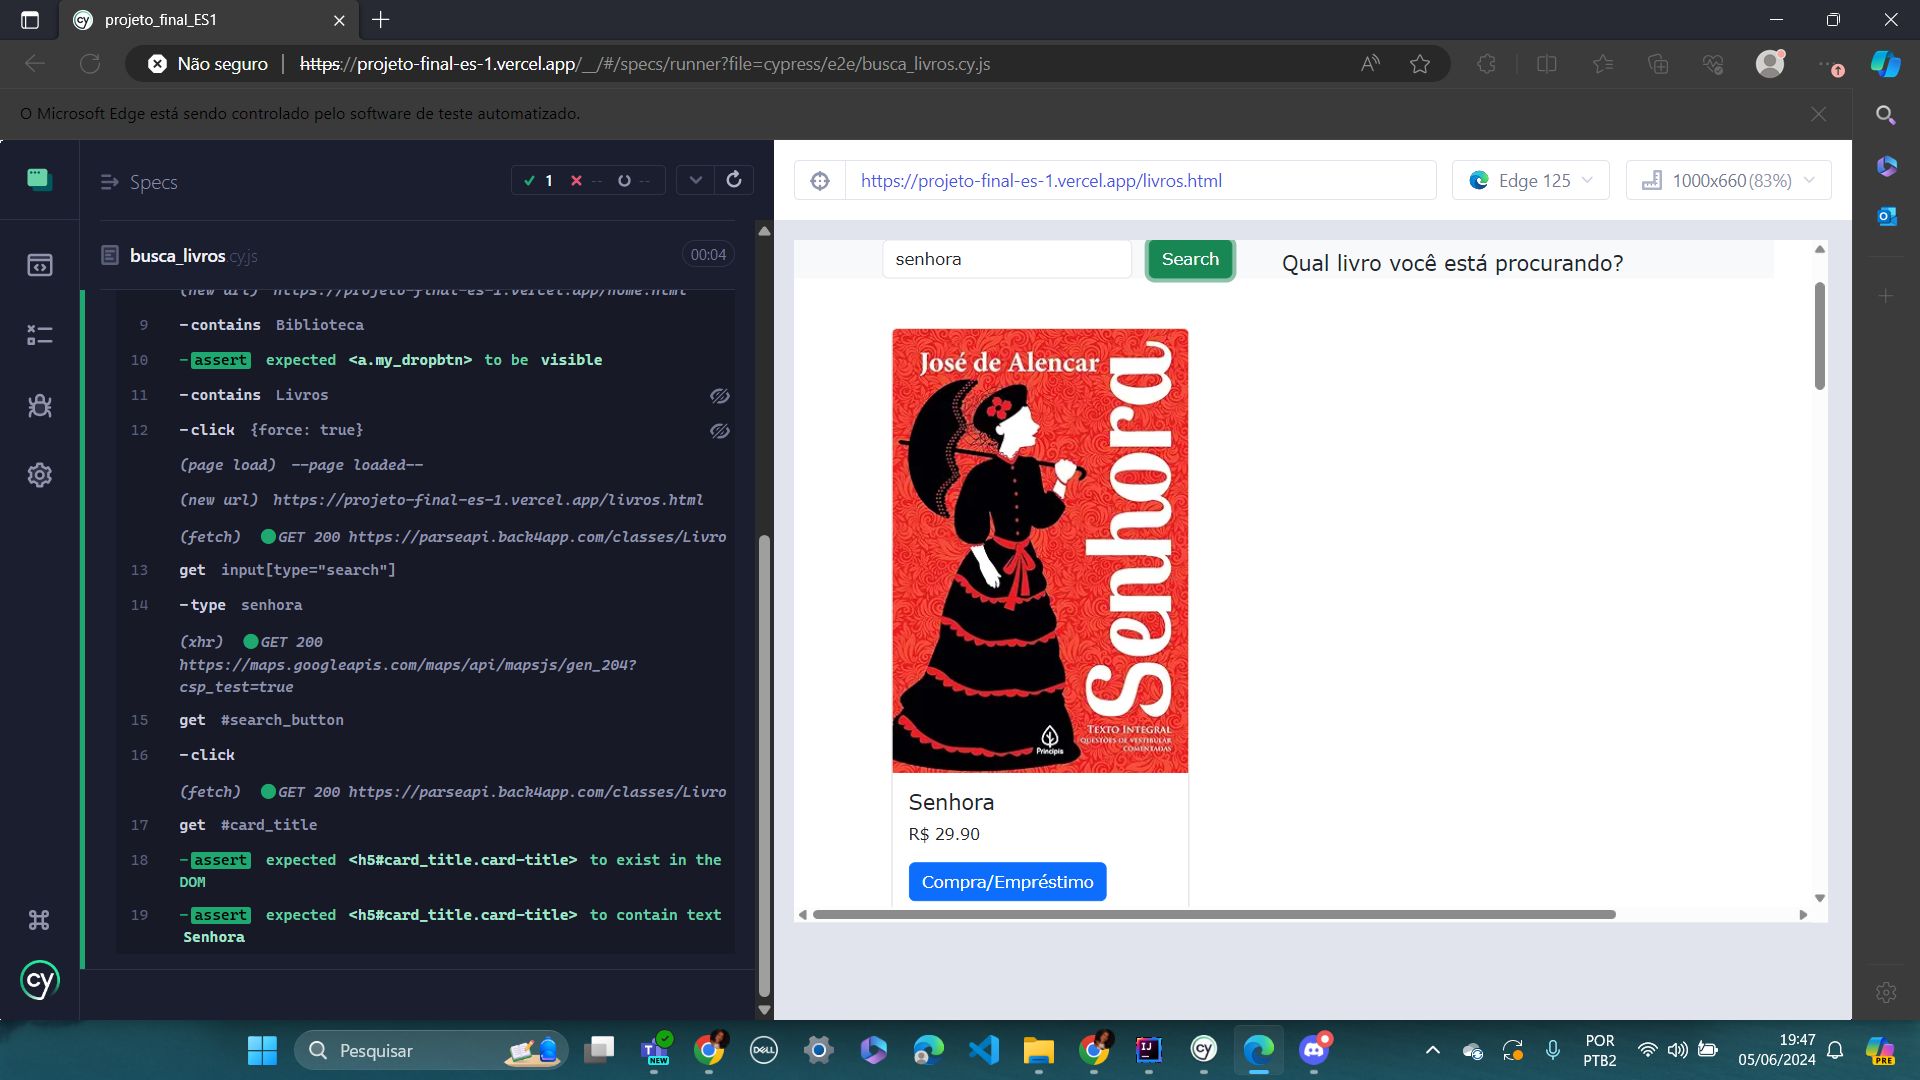 projeto_final_ES1
Não seguro
https://projeto-final-es-1.vercel.app/__/#/specs/runner?file=cypress/e2e/busca_livros.cy.js
O Microsoft Edge está sendo controlado pelo software de teste automatizado.
Specs
1 -- --
busca_livros.cy.js
00:04
(new url) https://projeto-final-es-1.vercel.app/home.html
9 -contains Biblioteca
10 -assert expected <a.my_dropbtn> to be visible
11 -contains Livros
12 -click {force: true}
(page load) --page loaded--
(new url) https://projeto-final-es-1.vercel.app/livros.html
(fetch) GET 200 https://parseapi.back4app.com/classes/Livro
13 get input[type="search"]
14 -type senhora
(xhr) GET 200
https://maps.googleapis.com/maps/api/mapsjs/gen_204?
csp_test=true
15 get #search_button
16 -click
(fetch) GET 200 https://parseapi.back4app.com/classes/Livro
17 get #card_title
18 -assert expected <h5#card_title.card-title> to exist in the
DOM
19 -assert expected <h5#card_title.card-title> to contain text
Senhora
cy
https://projeto-final-es-1.vercel.app/livros.html
Edge 125
1000x660 (83%)
senhora
Search
Qual livro você está procurando?
José de Alencar
Senhora
TEXTO INTEGRAL
QUESTÕES DE VESTIBULAR
COMENTADAS
Principis
Senhora
R$ 29.90
Compra/Empréstimo
Pesquisar
NEW
DELL
POR
PTB2
19:47
05/06/2024
PRE